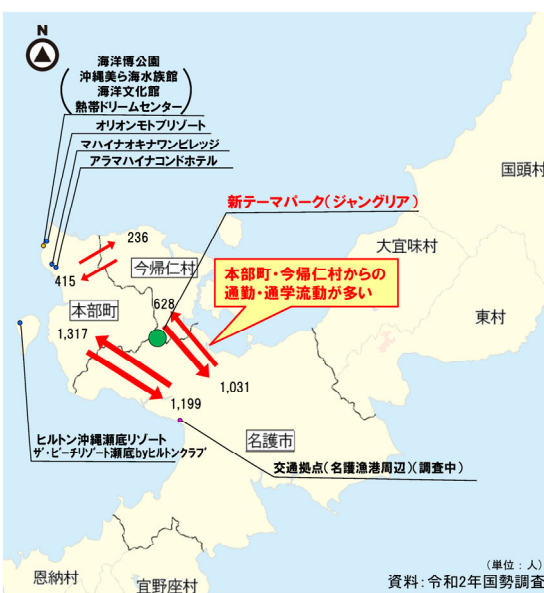 N
海洋博公園
沖縄美ら海水族館
海洋文化館
熱帯ドリームセンター
オリオンモトブリゾート
マハイナオキナワンビレッジ
アラマハイナコンドホテル
国頭村
新テーマパーク(ジャングリア)
236
大宜味村
今帰仁村
415
本部町・今帰仁村からの
通勤・通学流動が多い
628
本部町
東村
1,317
1,031
1,199
ヒルトン沖縄瀬底リゾート
ザ・ビーチリゾート瀬底byヒルトンクラブ
名護市
交通拠点(名護漁港周辺)(調査中)
(単位:人)
恩納村
宜野座村
資料:令和2年国勢調査